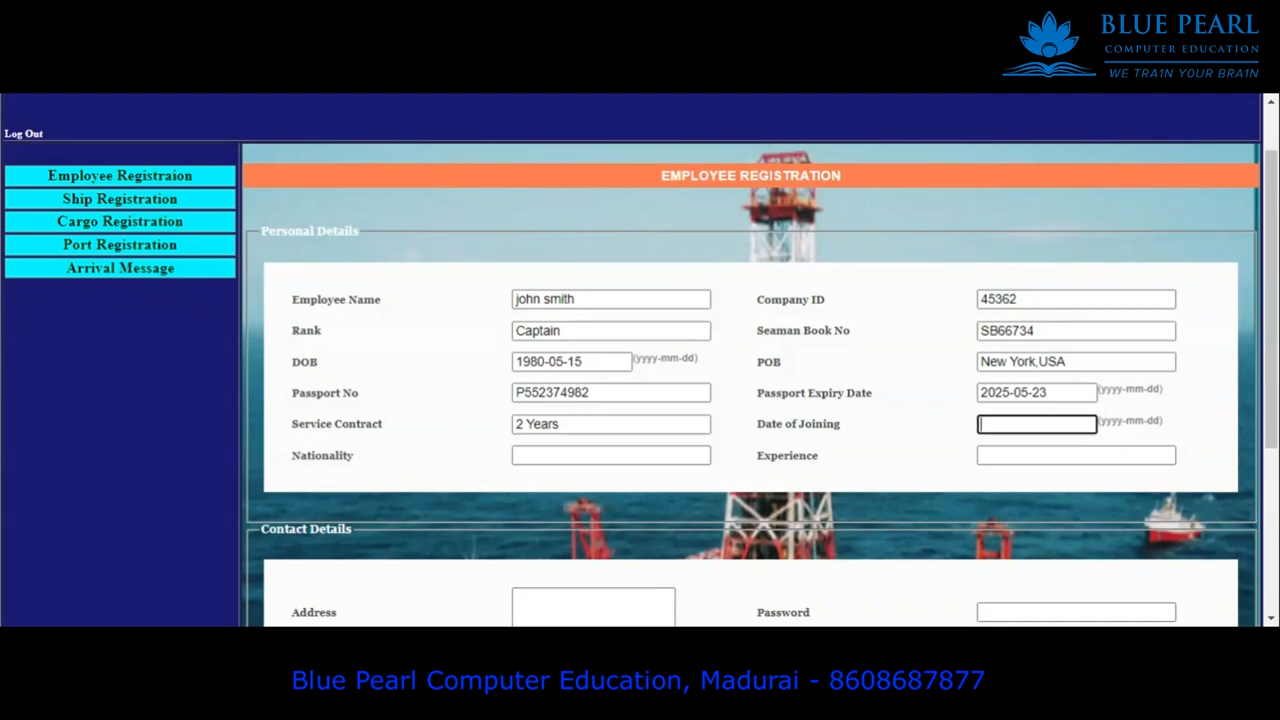 BLUE PEARL
COMPUTER EDUCATION
WE TRAIN YOUR BRAIN
Log Out
Employee Registraion
Ship Registration
Cargo Registration
Port Registration
Arrival Message
EMPLOYEE REGISTRATION
Personal Details
Employee Name john smith Company ID 45362
Rank Captain Seaman Book No SB66734
DOB 1980-05-15 (yyyy-mm-dd) POB New York,USA
Passport No P552374982 Passport Expiry Date 2025-05-23 (yyyy-mm-dd)
Service Contract 2 Years Date of Joining (yyyy-mm-dd)
Nationality Experience
Contact Details
Address Password
Blue Pearl Computer Education, Madurai - 8608687877